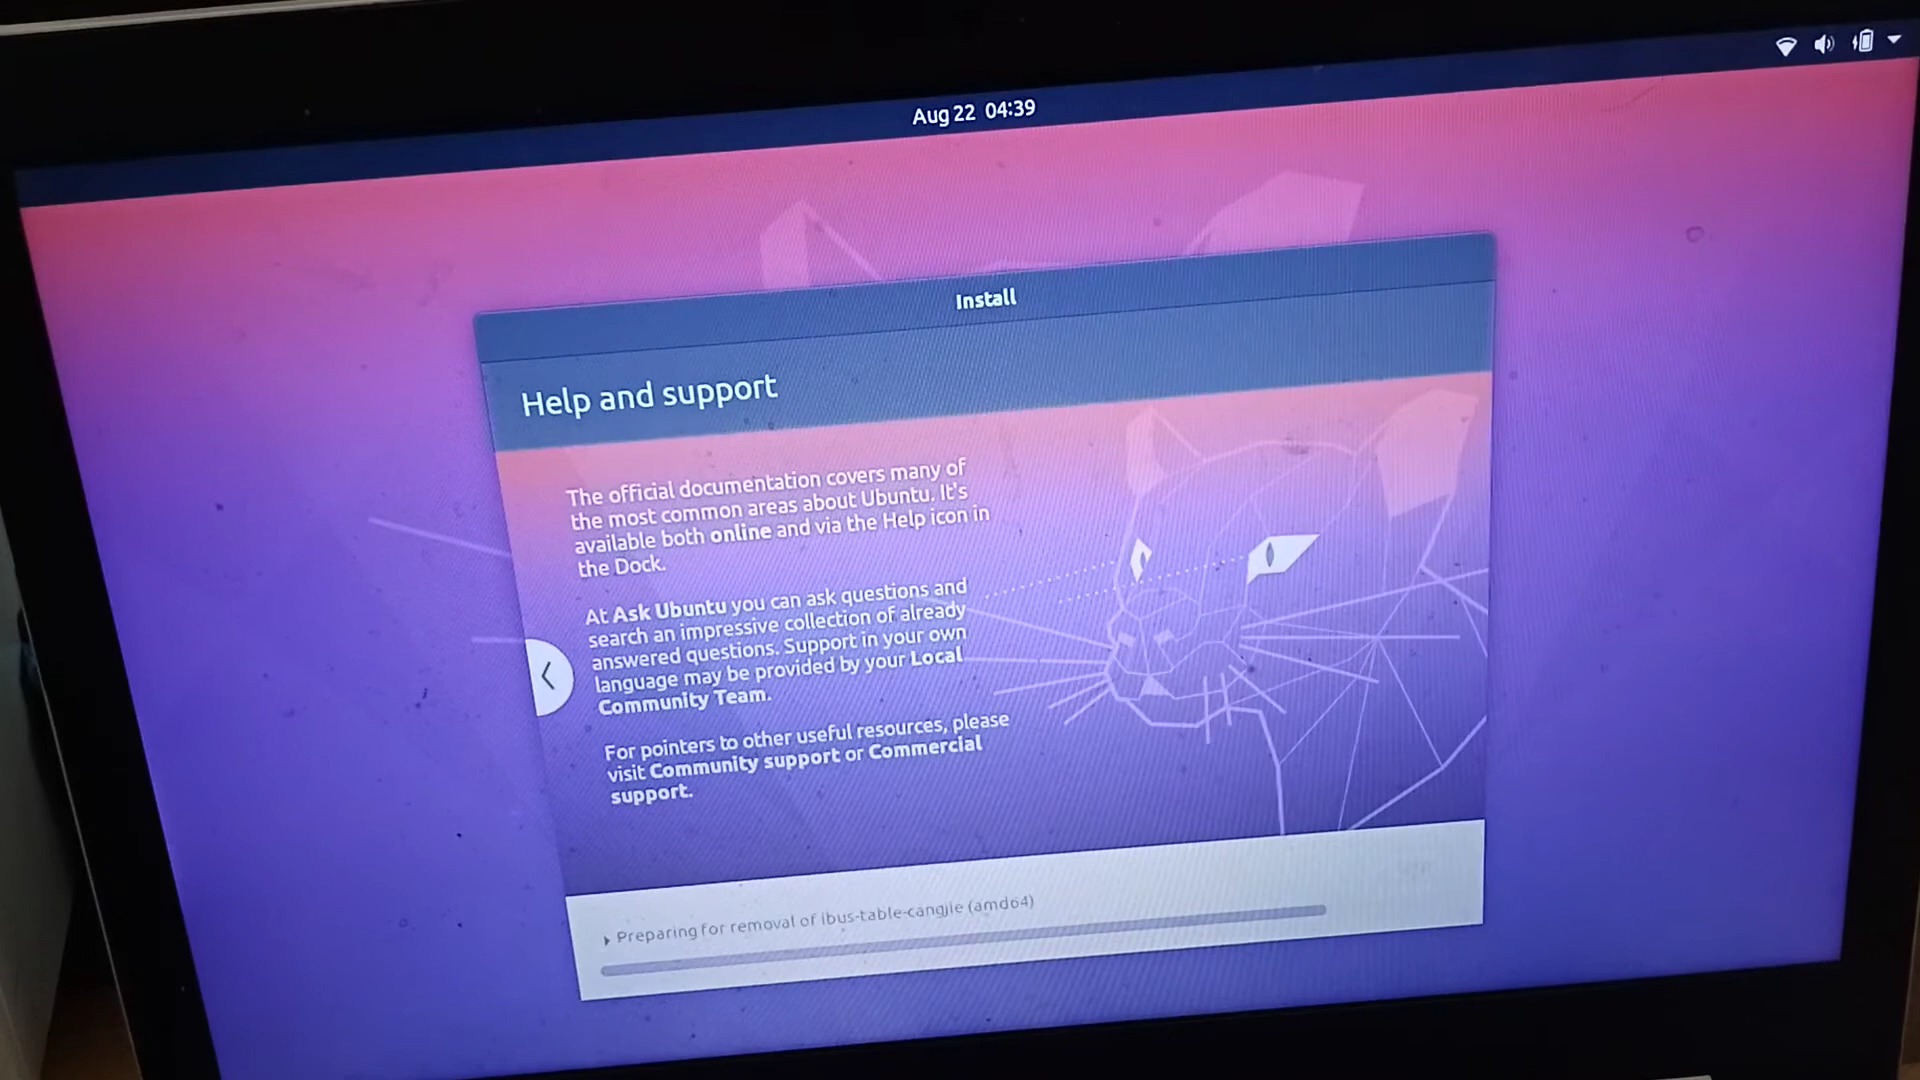 Aug 22 04:39
Install
Help and support
The official documentation covers many of
the most common areas about Ubuntu. It's
available both online and via the Help icon in
the Dock.
At Ask Ubuntu you can ask questions and
search an impressive collection of already
answered questions. Support in your own
language may be provided by your Local
Community Team.
For pointers to other useful resources, please
visit Community support or Commercial
support.
Preparing for removal of ibus-table-cangjie (amd64)